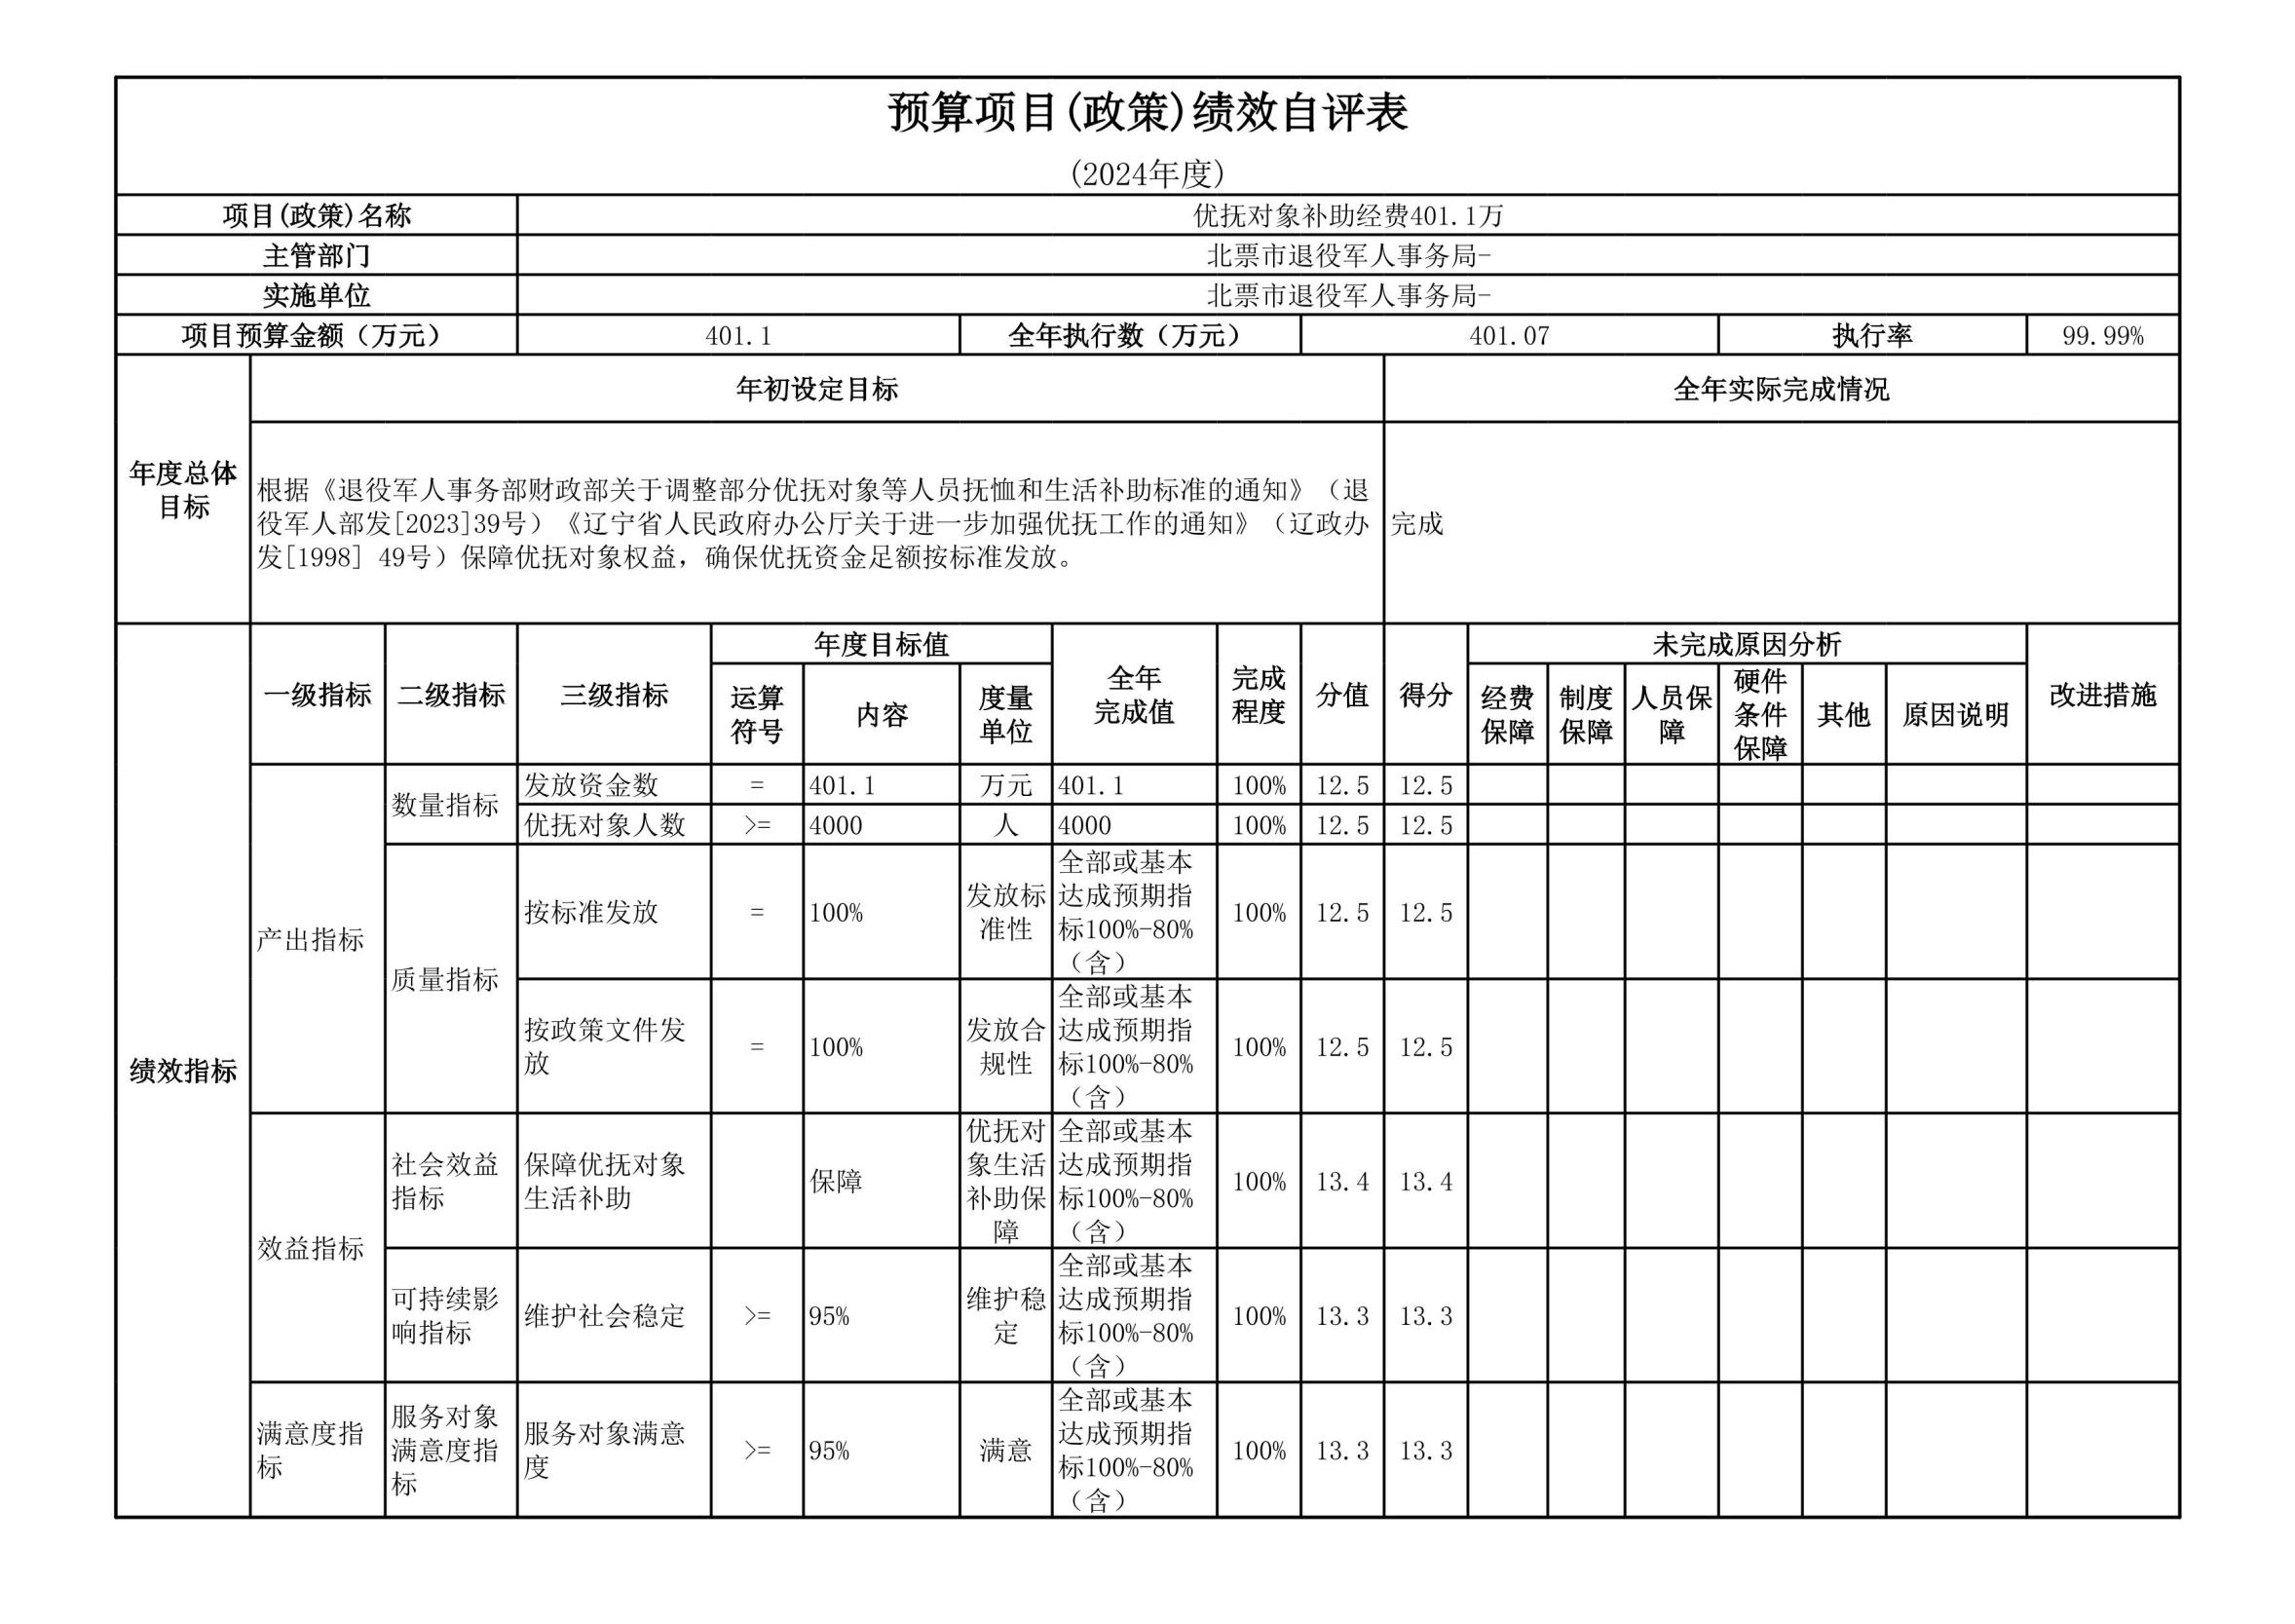 预算项目(政策)绩效自评表
(2024年度)
项目(政策)名称 优抚对象补助经费401.1万
主管部门 北票市退役军人事务局-
实施单位 北票市退役军人事务局-
项目预算金额（万元） 401.1 全年执行数（万元） 401.07 执行率 99.99%
年度总体
目标
年初设定目标 全年实际完成情况
根据《退役军人事务部财政部关于调整部分优抚对象等人员抚恤和生活补助标准的通知》（退
役军人部发[2023]39号）《辽宁省人民政府办公厅关于进一步加强优抚工作的通知》（辽政办
发[1998] 49号）保障优抚对象权益，确保优抚资金足额按标准发放。
完成
绩效指标
一级指标 二级指标 三级指标
年度目标值
运算
符号
内容
度量
单位
全年
完成值
完成
程度
分值 得分
未完成原因分析
经费
保障
制度
保障
人员保
障
硬件
条件
保障
其他 原因说明
改进措施
产出指标
数量指标
发放资金数 = 401.1 万元 401.1 100% 12.5 12.5
优抚对象人数 >= 4000 人 4000 100% 12.5 12.5
质量指标
按标准发放 = 100%
发放标
准性
全部或基本
达成预期指
标100%-80%
（含）
100% 12.5 12.5
按政策文件发
放
= 100%
发放合
规性
全部或基本
达成预期指
标100%-80%
（含）
100% 12.5 12.5
效益指标
社会效益
指标
保障优抚对象
生活补助
保障
优抚对
象生活
补助保
障
全部或基本
达成预期指
标100%-80%
（含）
100% 13.4 13.4
可持续影
响指标
维护社会稳定 >= 95%
维护稳
定
全部或基本
达成预期指
标100%-80%
（含）
100% 13.3 13.3
满意度指
标
服务对象
满意度指
标
服务对象满意
度
>= 95% 满意
全部或基本
达成预期指
标100%-80%
（含）
100% 13.3 13.3